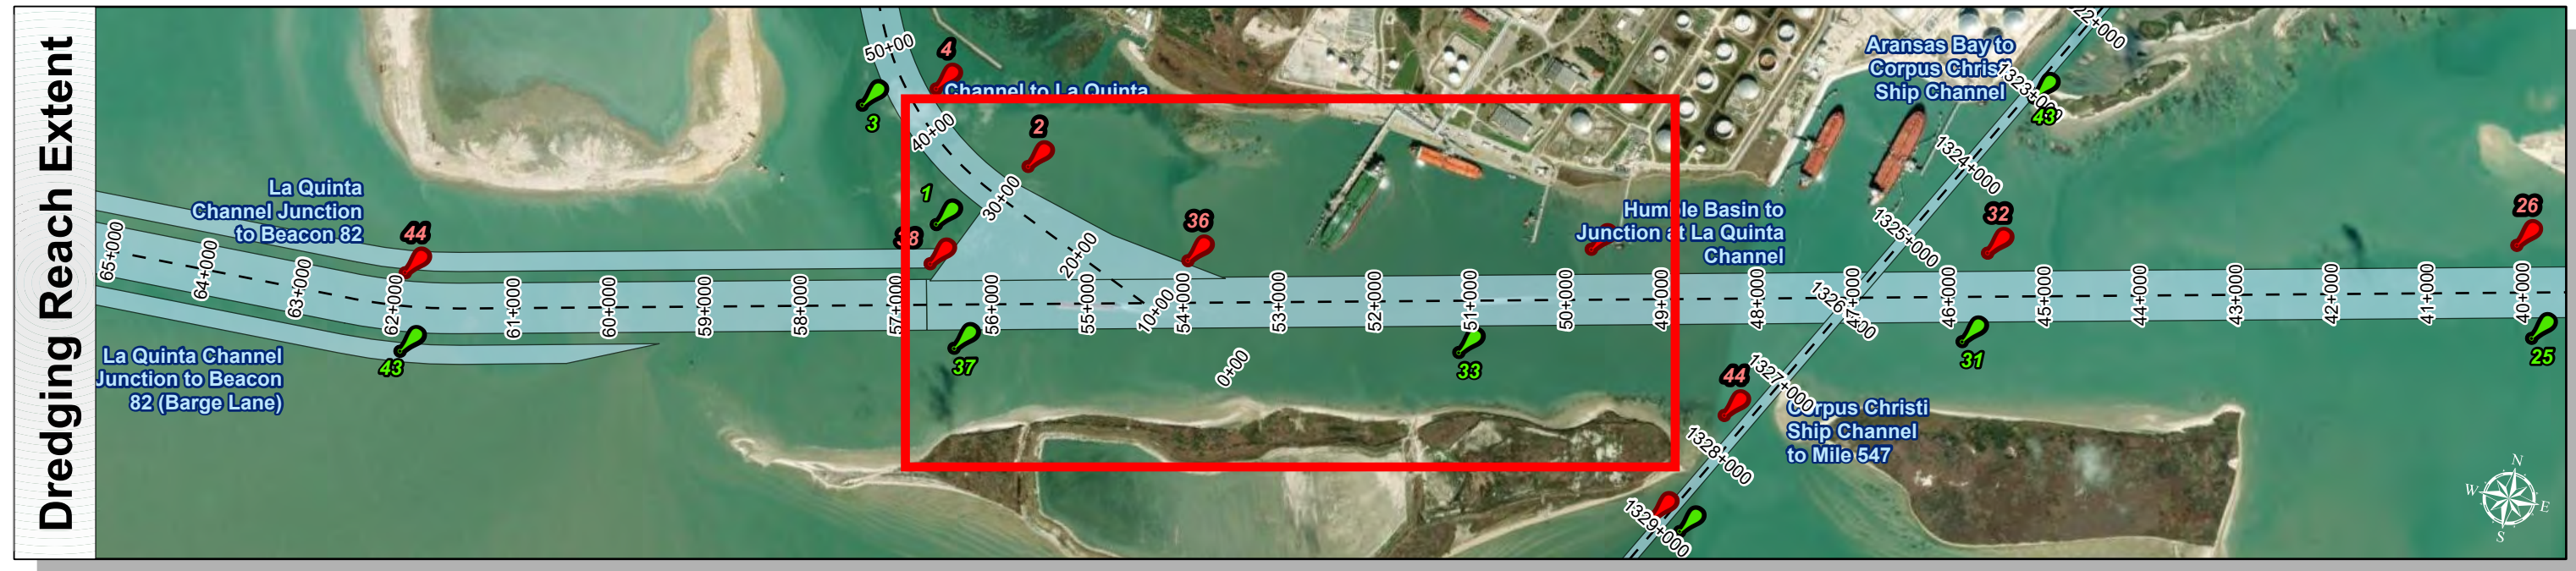 Dredging Reach Extent
50+00
4
3
Channel to La Quinta
40+00
2
1
30+00
38
36
20+00
10+00
0+00
La Quinta
Channel Junction
to Beacon 82
44
43
La Quinta Channel
Junction to Beacon
82 (Barge Lane)
65+000
64+000
63+000
62+000
61+000
60+000
59+000
58+000
57+000
56+000
55+000
54+000
53+000
52+000
51+000
50+000
49+000
48+000
47+000
46+000
45+000
44+000
43+000
42+000
41+000
40+000
37
33
31
25
Humble Basin to
Junction at La Quinta
Channel
Aransas Bay to
Corpus Christi
Ship Channel
22+000
1323+000
43
1324+000
1325+000
32
26
1327+000
44
1328+000
1329+000
Corpus Christi
Ship Channel
to Mile 547
N
W
E
S